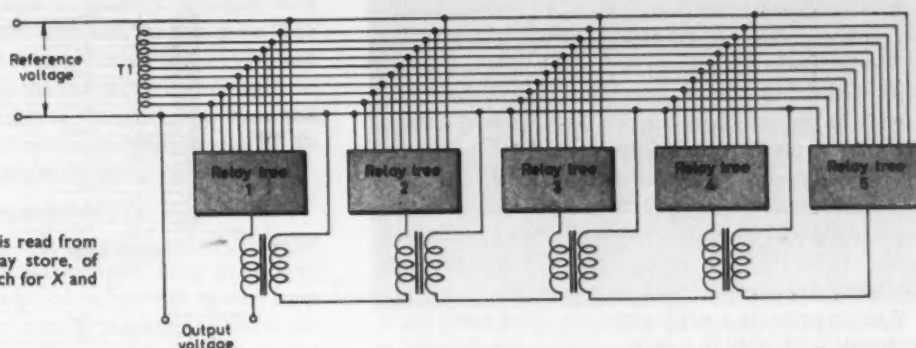 Reference
voltage
T1
Relay tree
1
Relay tree
2
Relay tree
3
Relay tree
4
Relay tree
5
is read from
ay store, of
ch for X and
Output
voltage